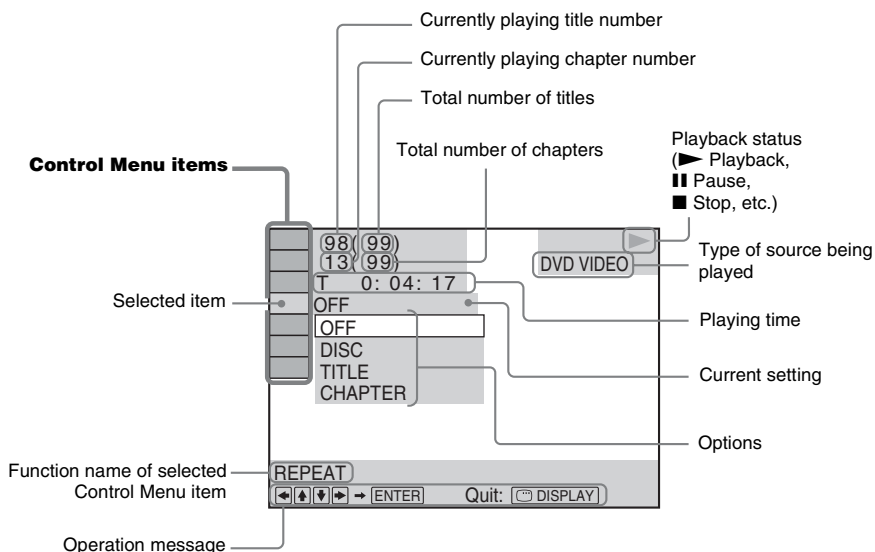 Currently playing title number
Currently playing chapter number
Total number of titles
Total number of chapters
Playback status
(► Playback,
❚❚ Pause,
■ Stop, etc.)
Control Menu items
98( 99)
13( 99)
DVD VIDEO
Type of source being
played
T 0: 04: 17
Selected item
OFF
Playing time
OFF
DISC
TITLE
CHAPTER
Current setting
Options
Function name of selected
Control Menu item
REPEAT
← ↑ ↓ → → ENTER Quit: DISPLAY
Operation message